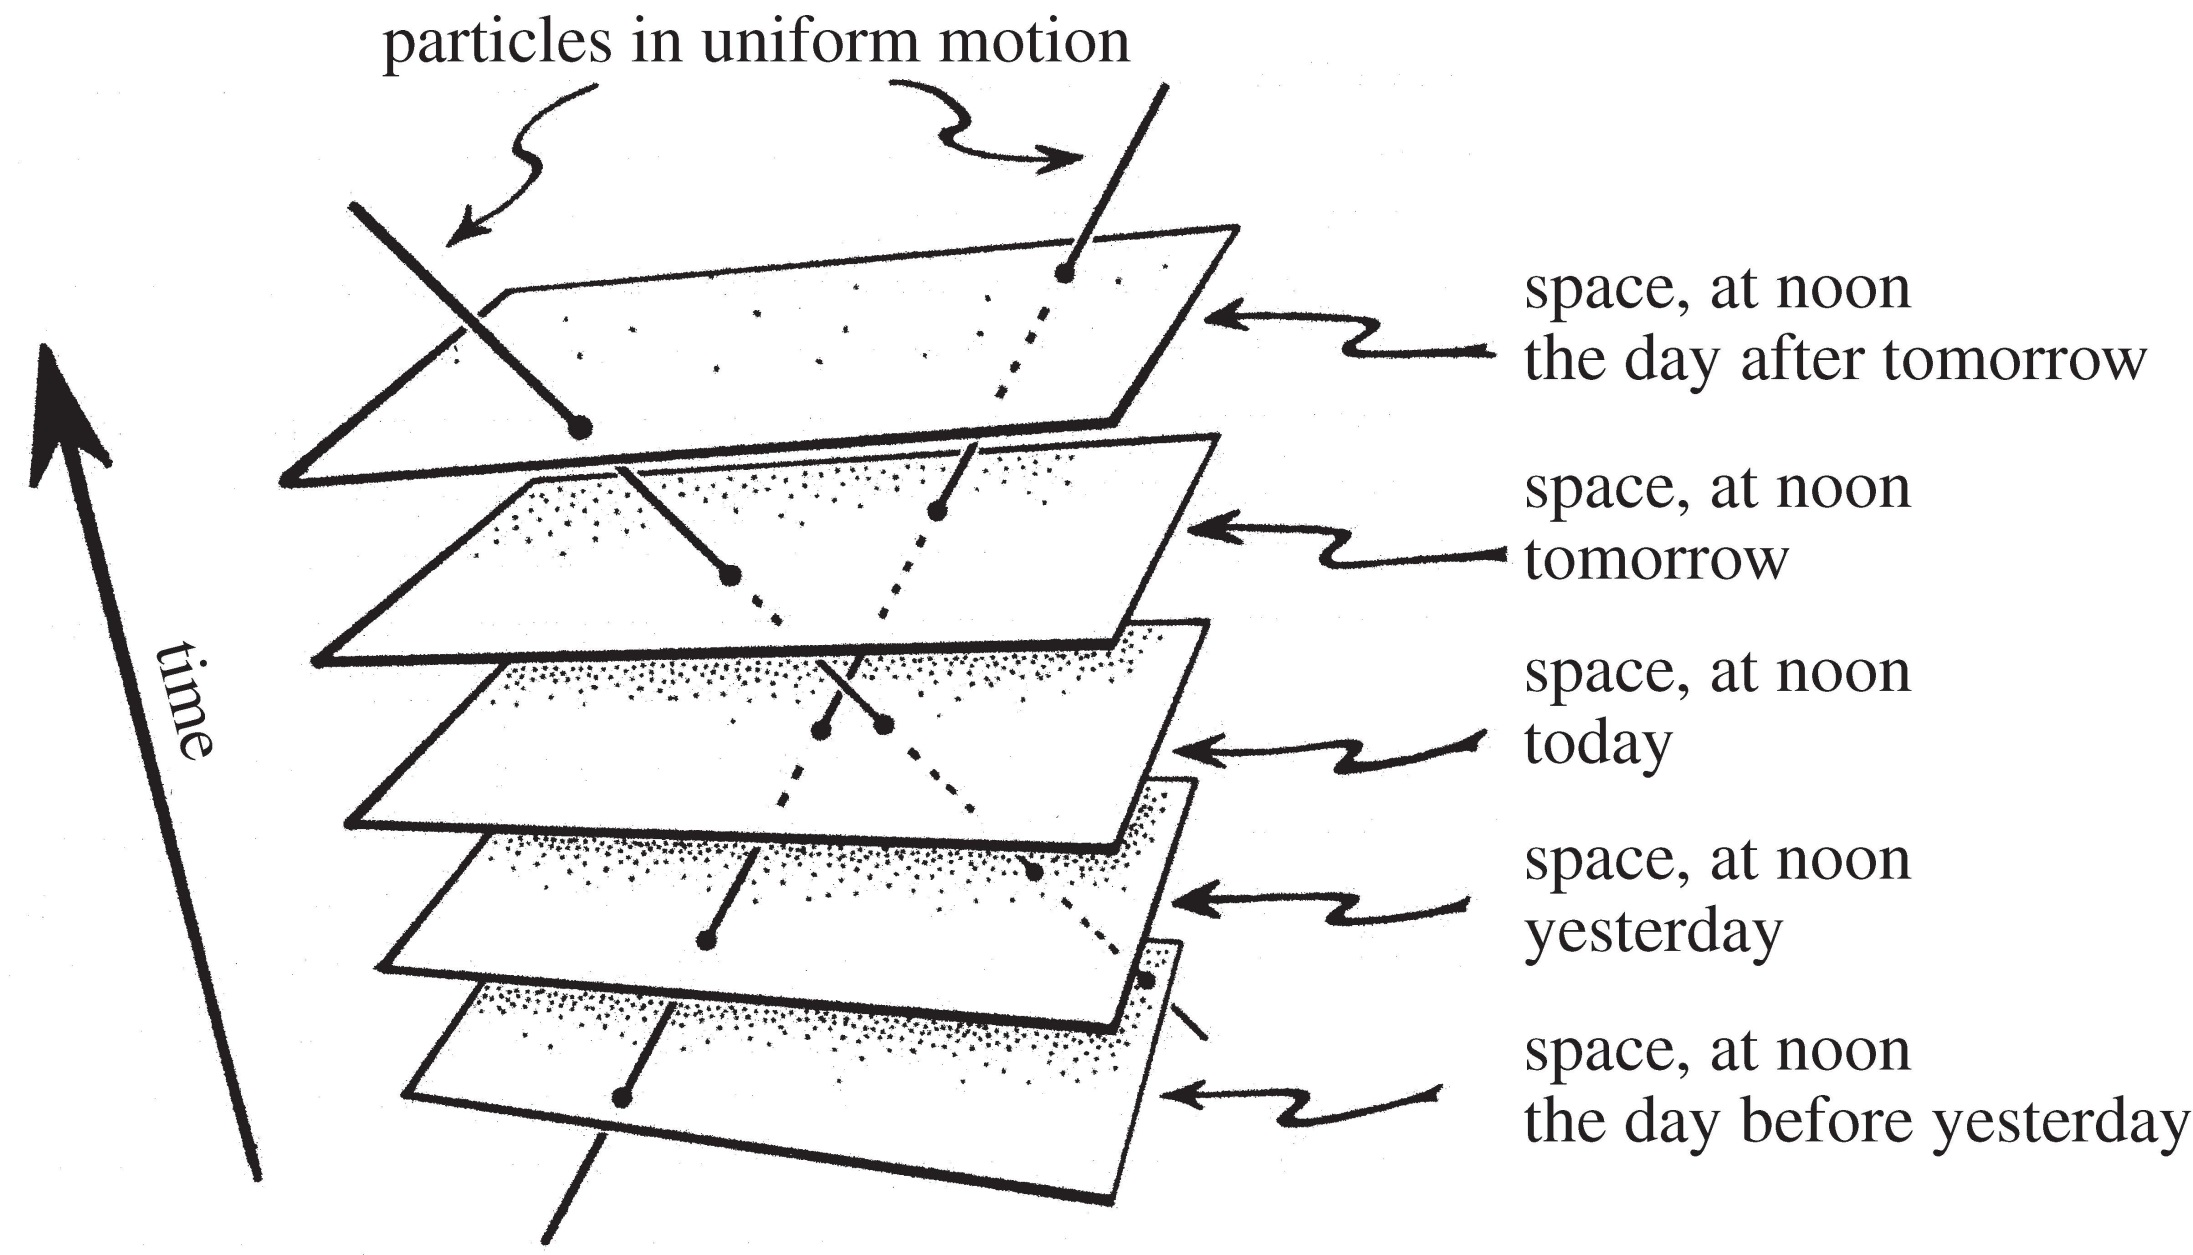 particles in uniform motion
space, at noon
the day after tomorrow
space, at noon
tomorrow
time
space, at noon
today
space, at noon
yesterday
space, at noon
the day before yesterday